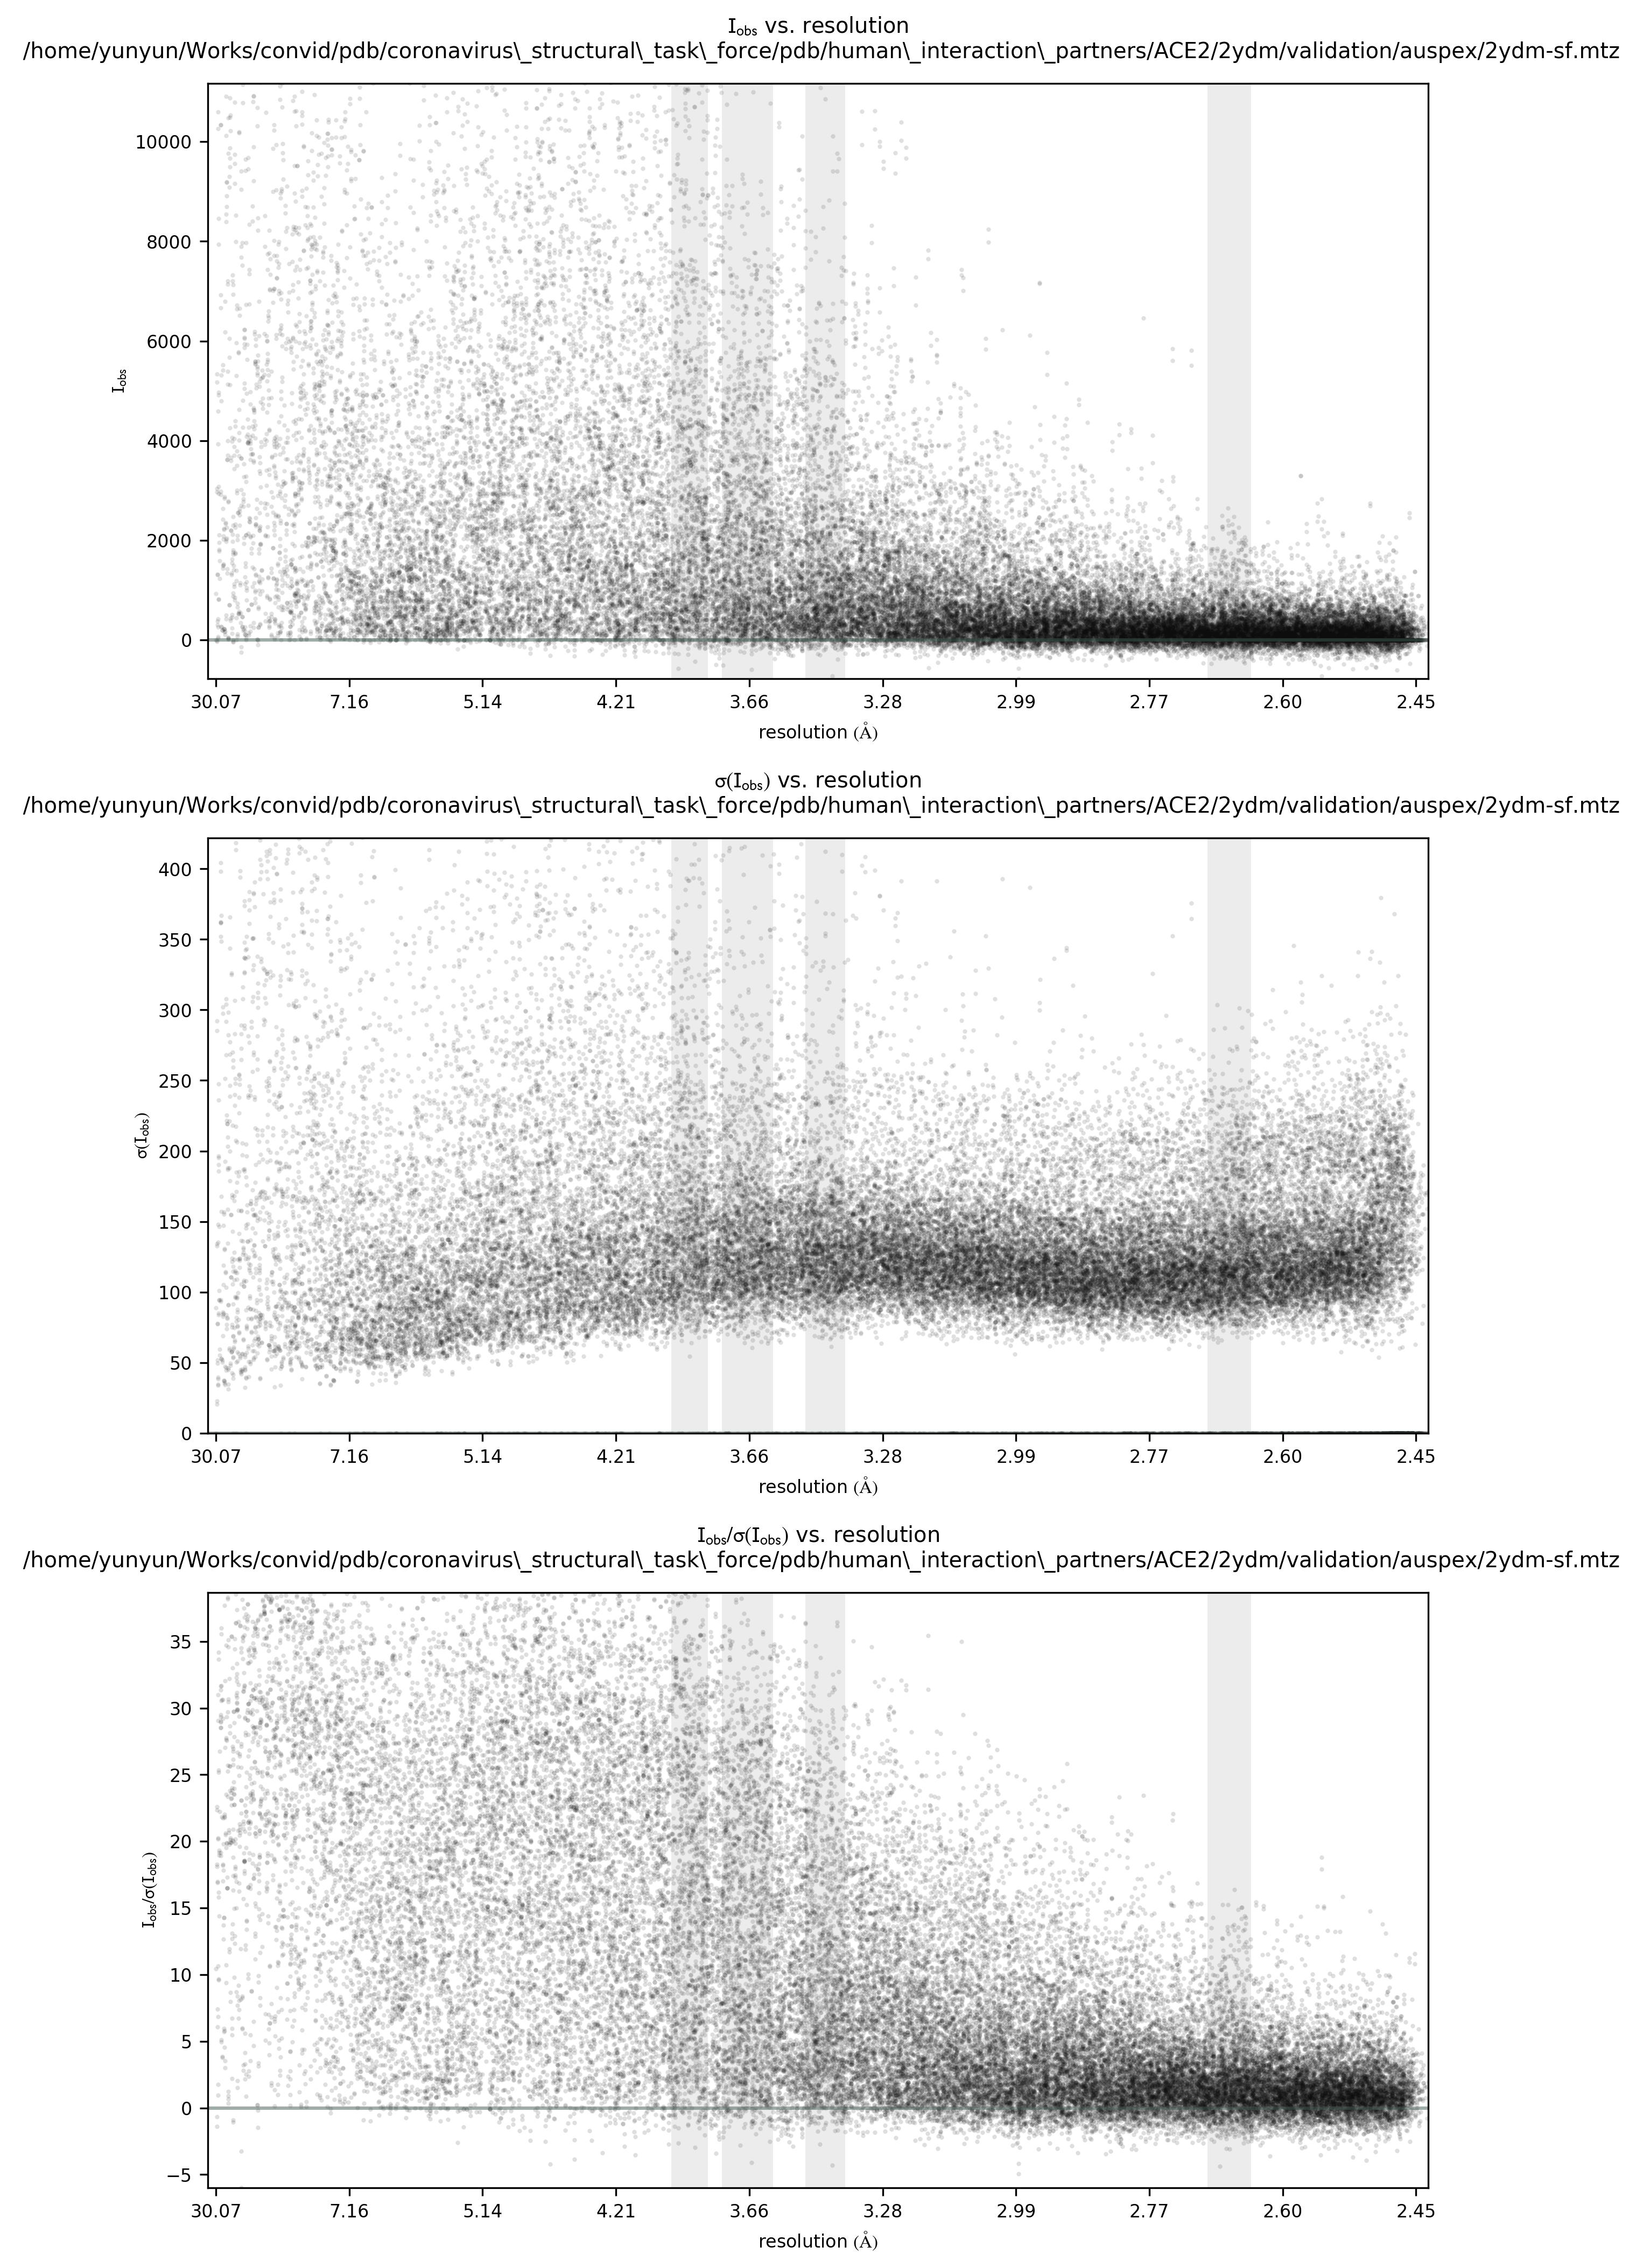 I_obs vs. resolution
/home/yunyun/Works/convid/pdb/coronavirus\_structural\_task\_force/pdb/human\_interaction\_partners/ACE2/2ydm/validation/auspex/2ydm-sf.mtz
I_obs
10000
8000
6000
4000
2000
0
30.07 7.16 5.14 4.21 3.66 3.28 2.99 2.77 2.60 2.45
resolution (Å)
σ(I_obs) vs. resolution
/home/yunyun/Works/convid/pdb/coronavirus\_structural\_task\_force/pdb/human\_interaction\_partners/ACE2/2ydm/validation/auspex/2ydm-sf.mtz
σ(I_obs)
400
350
300
250
200
150
100
50
0
30.07 7.16 5.14 4.21 3.66 3.28 2.99 2.77 2.60 2.45
resolution (Å)
I_obs/σ(I_obs) vs. resolution
/home/yunyun/Works/convid/pdb/coronavirus\_structural\_task\_force/pdb/human\_interaction\_partners/ACE2/2ydm/validation/auspex/2ydm-sf.mtz
I_obs/σ(I_obs)
35
30
25
20
15
10
5
0
−5
30.07 7.16 5.14 4.21 3.66 3.28 2.99 2.77 2.60 2.45
resolution (Å)